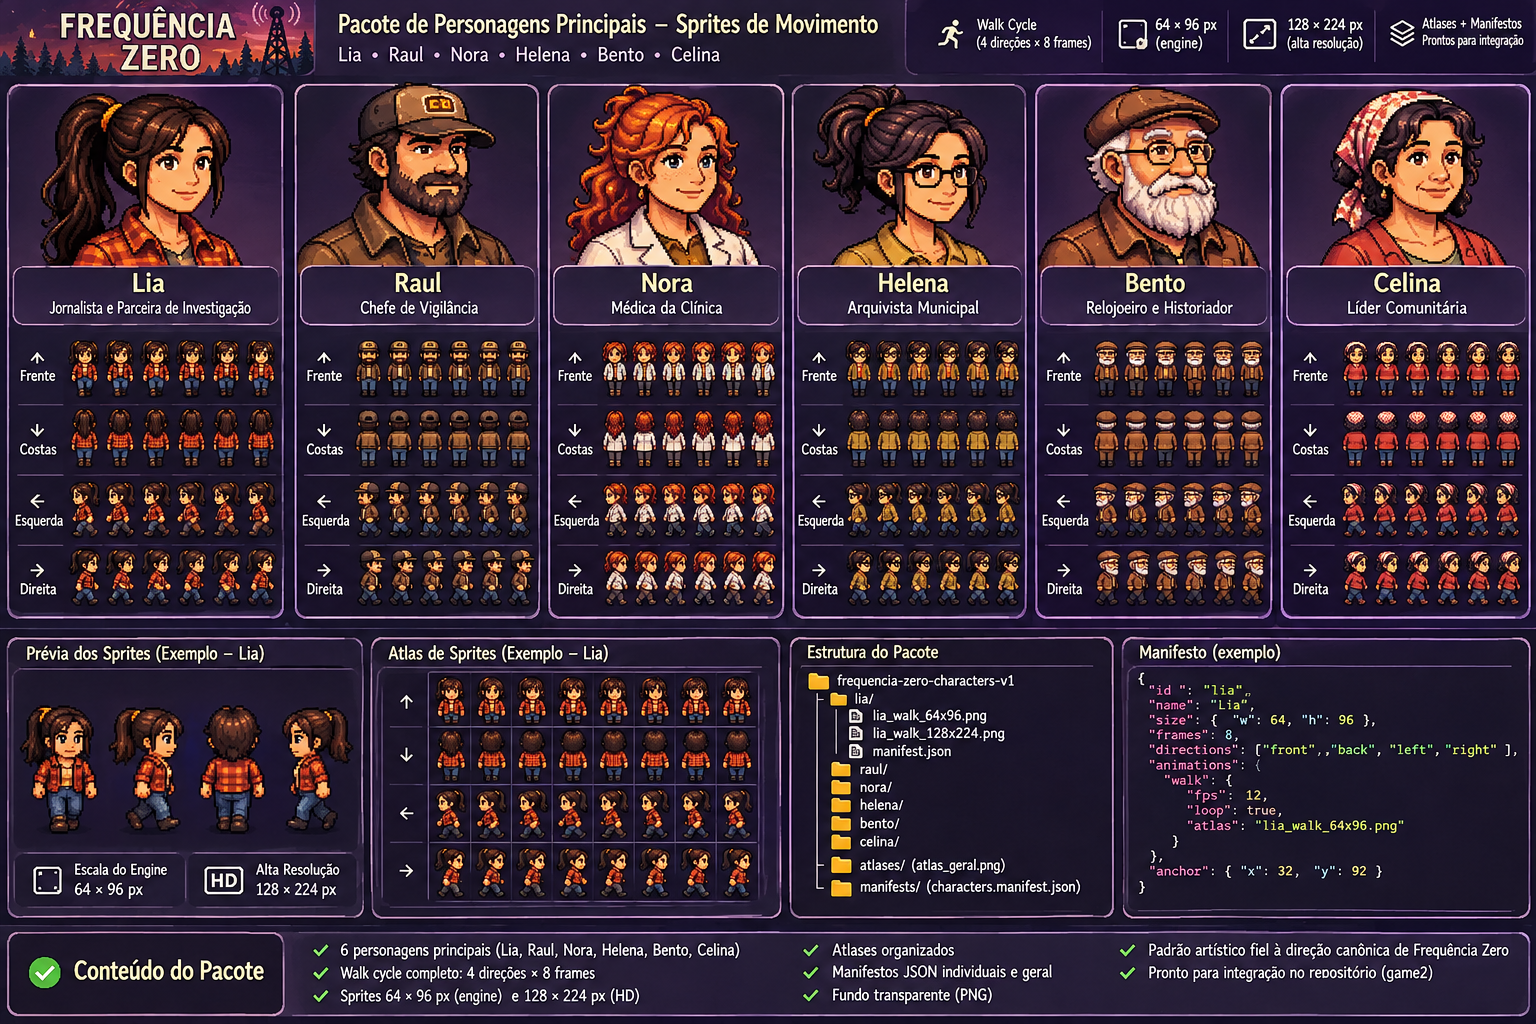 FREQUÊNCIA
ZERO
Pacote de Personagens Principais – Sprites de Movimento
Lia • Raul • Nora • Helena • Bento • Celina
Walk Cycle
(4 direções × 8 frames)
64 × 96 px
(engine)
128 × 224 px
(alta resolução)
Atlases + Manifestos
Prontos para integração
Lia
Jornalista e Parceira de Investigação
↑
Frente
↓
Costas
←
Esquerda
→
Direita
Raul
Chefe de Vigilância
↑
Frente
↓
Costas
←
Esquerda
→
Direita
Nora
Médica da Clínica
↑
Frente
↓
Costas
←
Esquerda
→
Direita
Helena
Arquivista Municipal
↑
Frente
↓
Costas
←
Esquerda
→
Direita
Bento
Relojoeiro e Historiador
↑
Frente
↓
Costas
←
Esquerda
→
Direita
Celina
Líder Comunitária
↑
Frente
↓
Costas
←
Esquerda
→
Direita
Prévia dos Sprites (Exemplo – Lia)
Escala do Engine
64 × 96 px
HD
Alta Resolução
128 × 224 px
Atlas de Sprites (Exemplo – Lia)
↑
↓
←
→
Estrutura do Pacote
frequencia-zero-characters-v1
lia/
lia_walk_64x96.png
lia_walk_128x224.png
manifest.json
raul/
nora/
helena/
bento/
celina/
atlases/ (atlas_geral.png)
manifests/ (characters.manifest.json)
Manifesto (exemplo)
{
"id ": "lia",
"name": "Lia",
"size": { "w": 64, "h": 96 },
"frames": 8,
"directions": ["front",,"back", "left","right" ],
"animations": {
"walk": {
"fps": 12,
"loop": true,
"atlas": "lia_walk_64x96.png"
}
},
"anchor": { "x": 32, "y": 92 }
}
Conteúdo do Pacote
6 personagens principais (Lia, Raul, Nora, Helena, Bento, Celina)
Walk cycle completo: 4 direções × 8 frames
Sprites 64 × 96 px (engine) e 128 × 224 px (HD)
Atlases organizados
Manifestos JSON individuais e geral
Fundo transparente (PNG)
Padrão artístico fiel à direção canônica de Frequência Zero
Pronto para integração no repositório (game2)